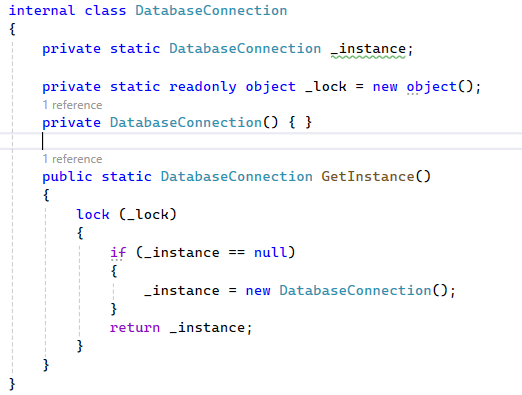 internal class DatabaseConnection
{
private static DatabaseConnection _instance;
private static readonly object _lock = new object();
1 reference
private DatabaseConnection() { }
1 reference
public static DatabaseConnection GetInstance()
{
lock (_lock)
{
if (_instance == null)
{
_instance = new DatabaseConnection();
}
return _instance;
}
}
}